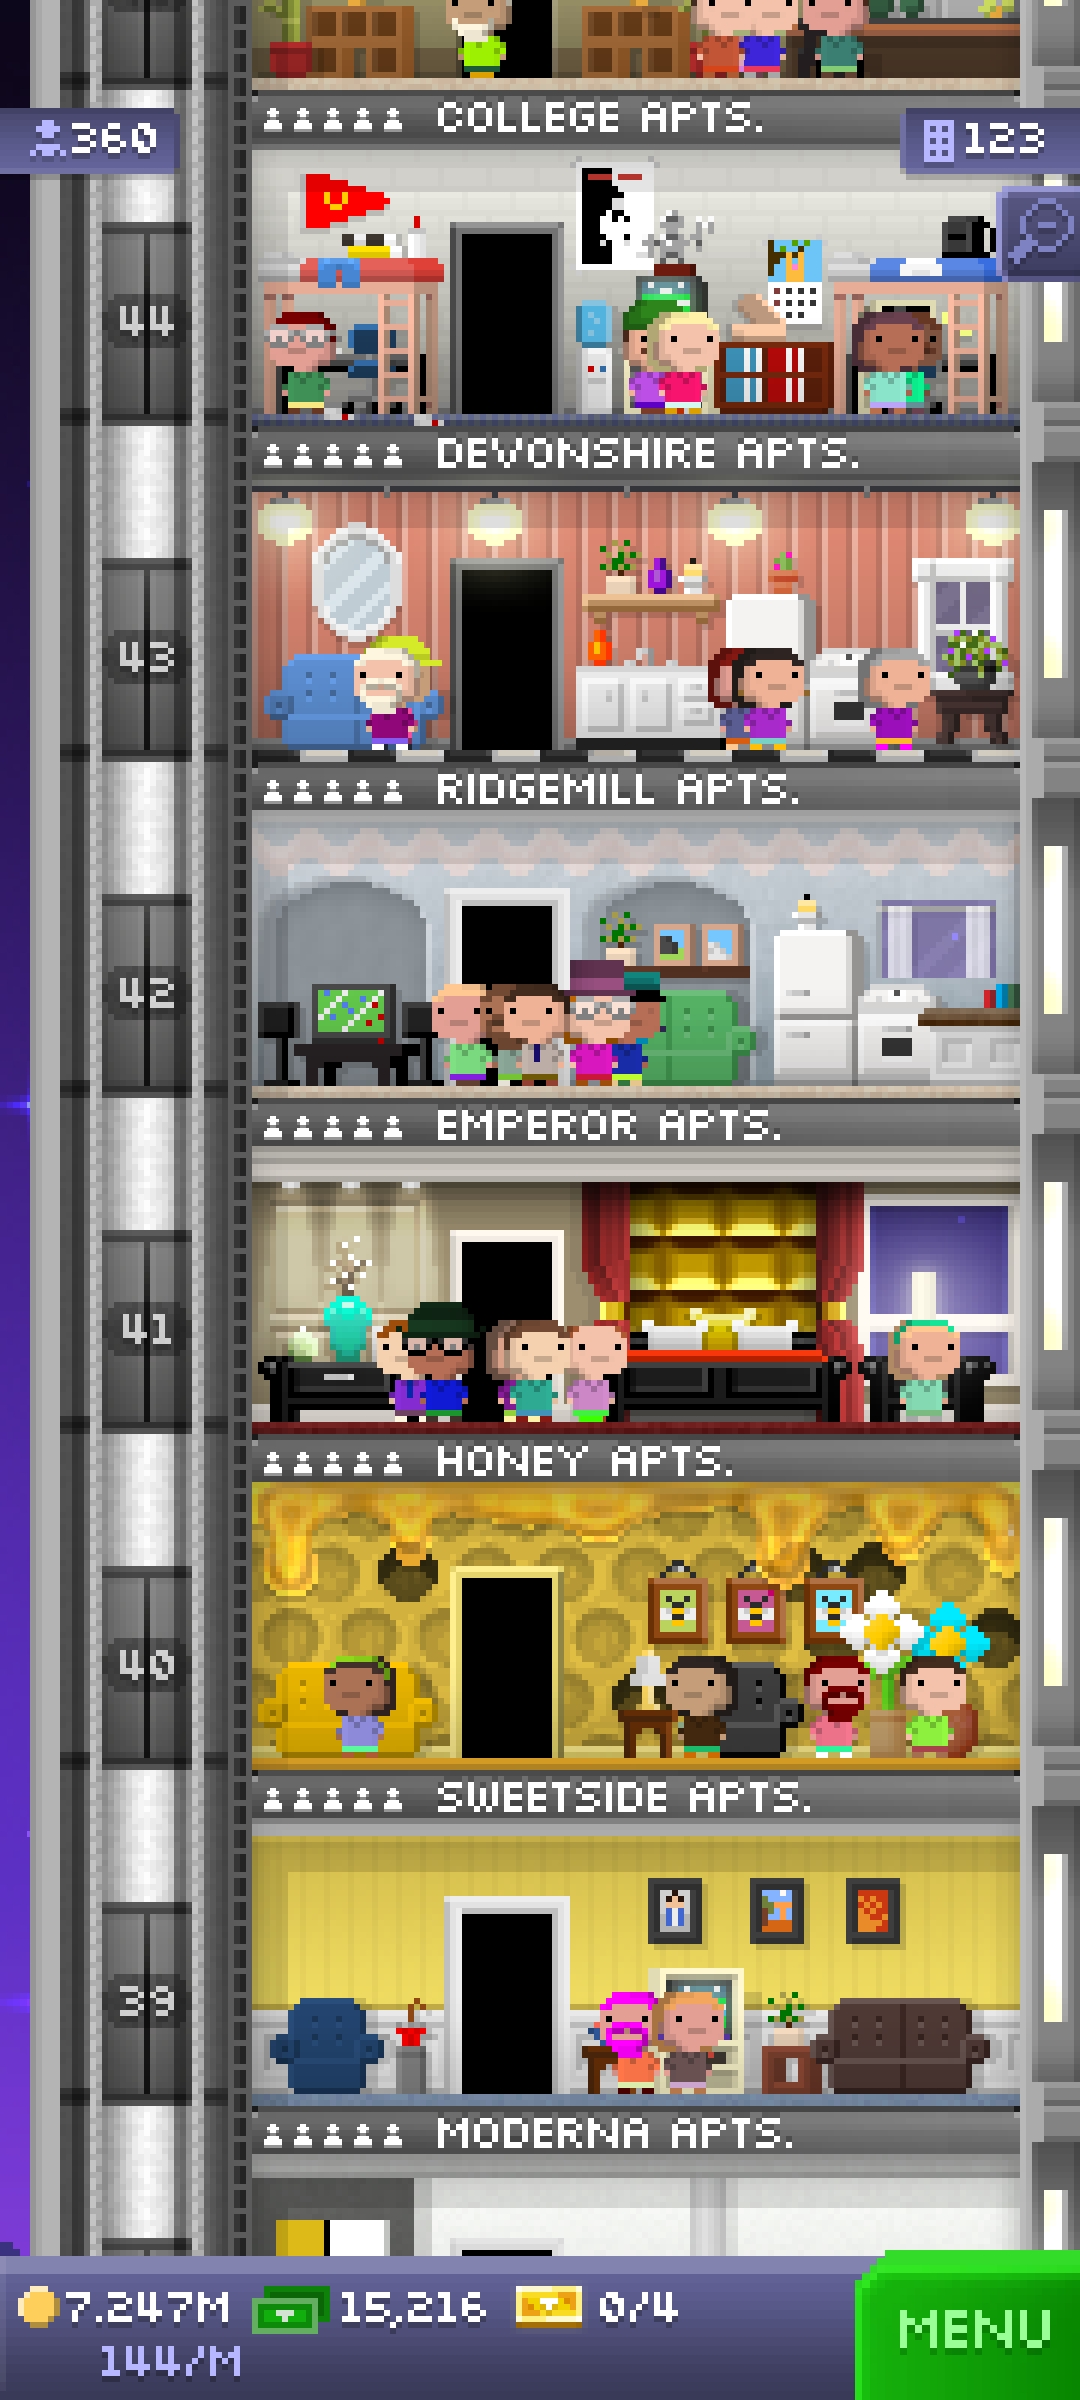 COLLEGE APTS.
360
123
44
DEVONSHIRE APTS.
43
RIDGEMILL APTS.
42
EMPEROR APTS.
41
HONEY APTS.
40
SWEETSIDE APTS.
39
MODERNA APTS.
7.247M 15,216 0/4
144/M
MENU